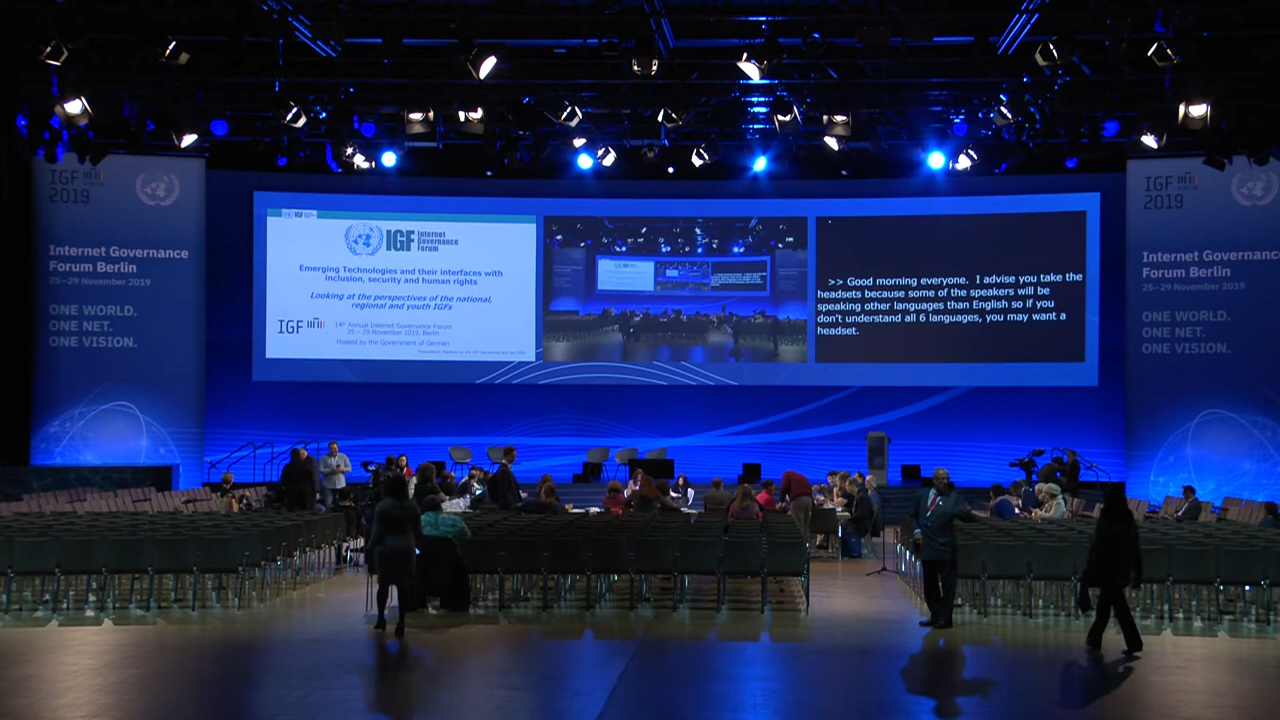 IGF
2019
Internet Governance
Forum Berlin
25–29 November 2019
ONE WORLD.
ONE NET.
ONE VISION.
IGF
IGF Internet
Governance
Forum
Emerging Technologies and their interfaces with
inclusion, security and human rights
Looking at the perspectives of the national,
regional and youth IGFs
IGF
14th Annual Internet Governance Forum
25 - 29 November 2019, Berlin
Hosted by the Government of German
>> Good morning everyone. I advise you take the
headsets because some of the speakers will be
speaking other languages than English so if you
don't understand all 6 languages, you may want a
headset.
IGF
2019
Internet Governance
Forum Berlin
25–29 November 2019
ONE WORLD.
ONE NET.
ONE VISION.